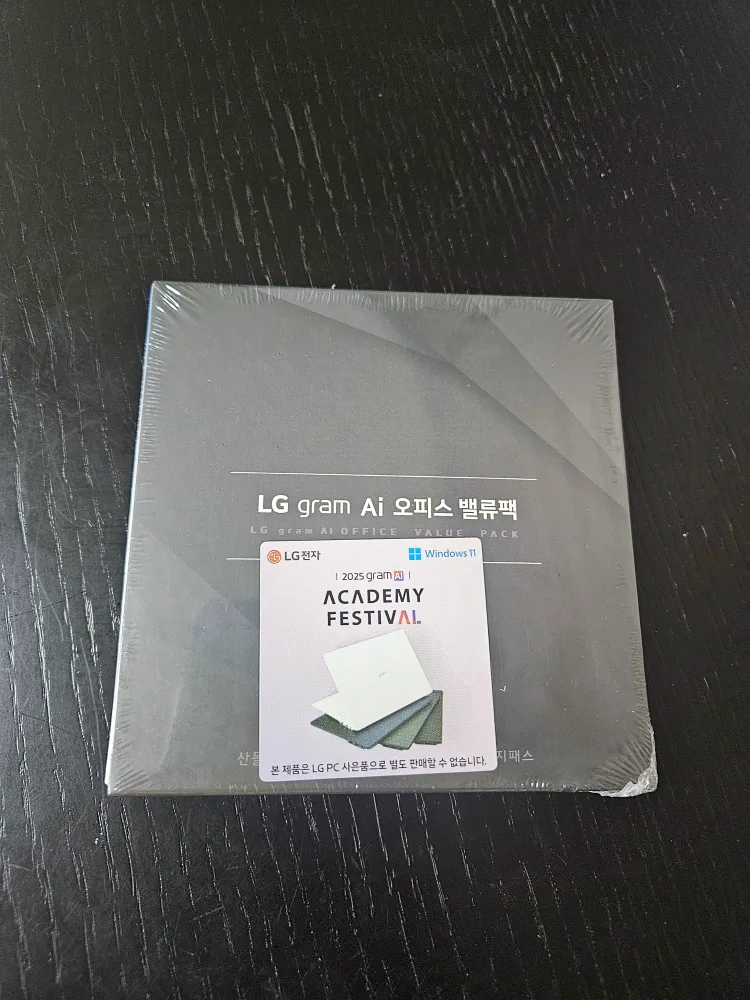 LG gram Ai 오피스 밸류팩
LG gram AI OFFICE VALUE PACK
LG전자
Windows 11
2025 gram AI
ACADEMY
FESTIVAL
본 제품은 LG PC 사은품으로 별도 판매할 수 없습니다.